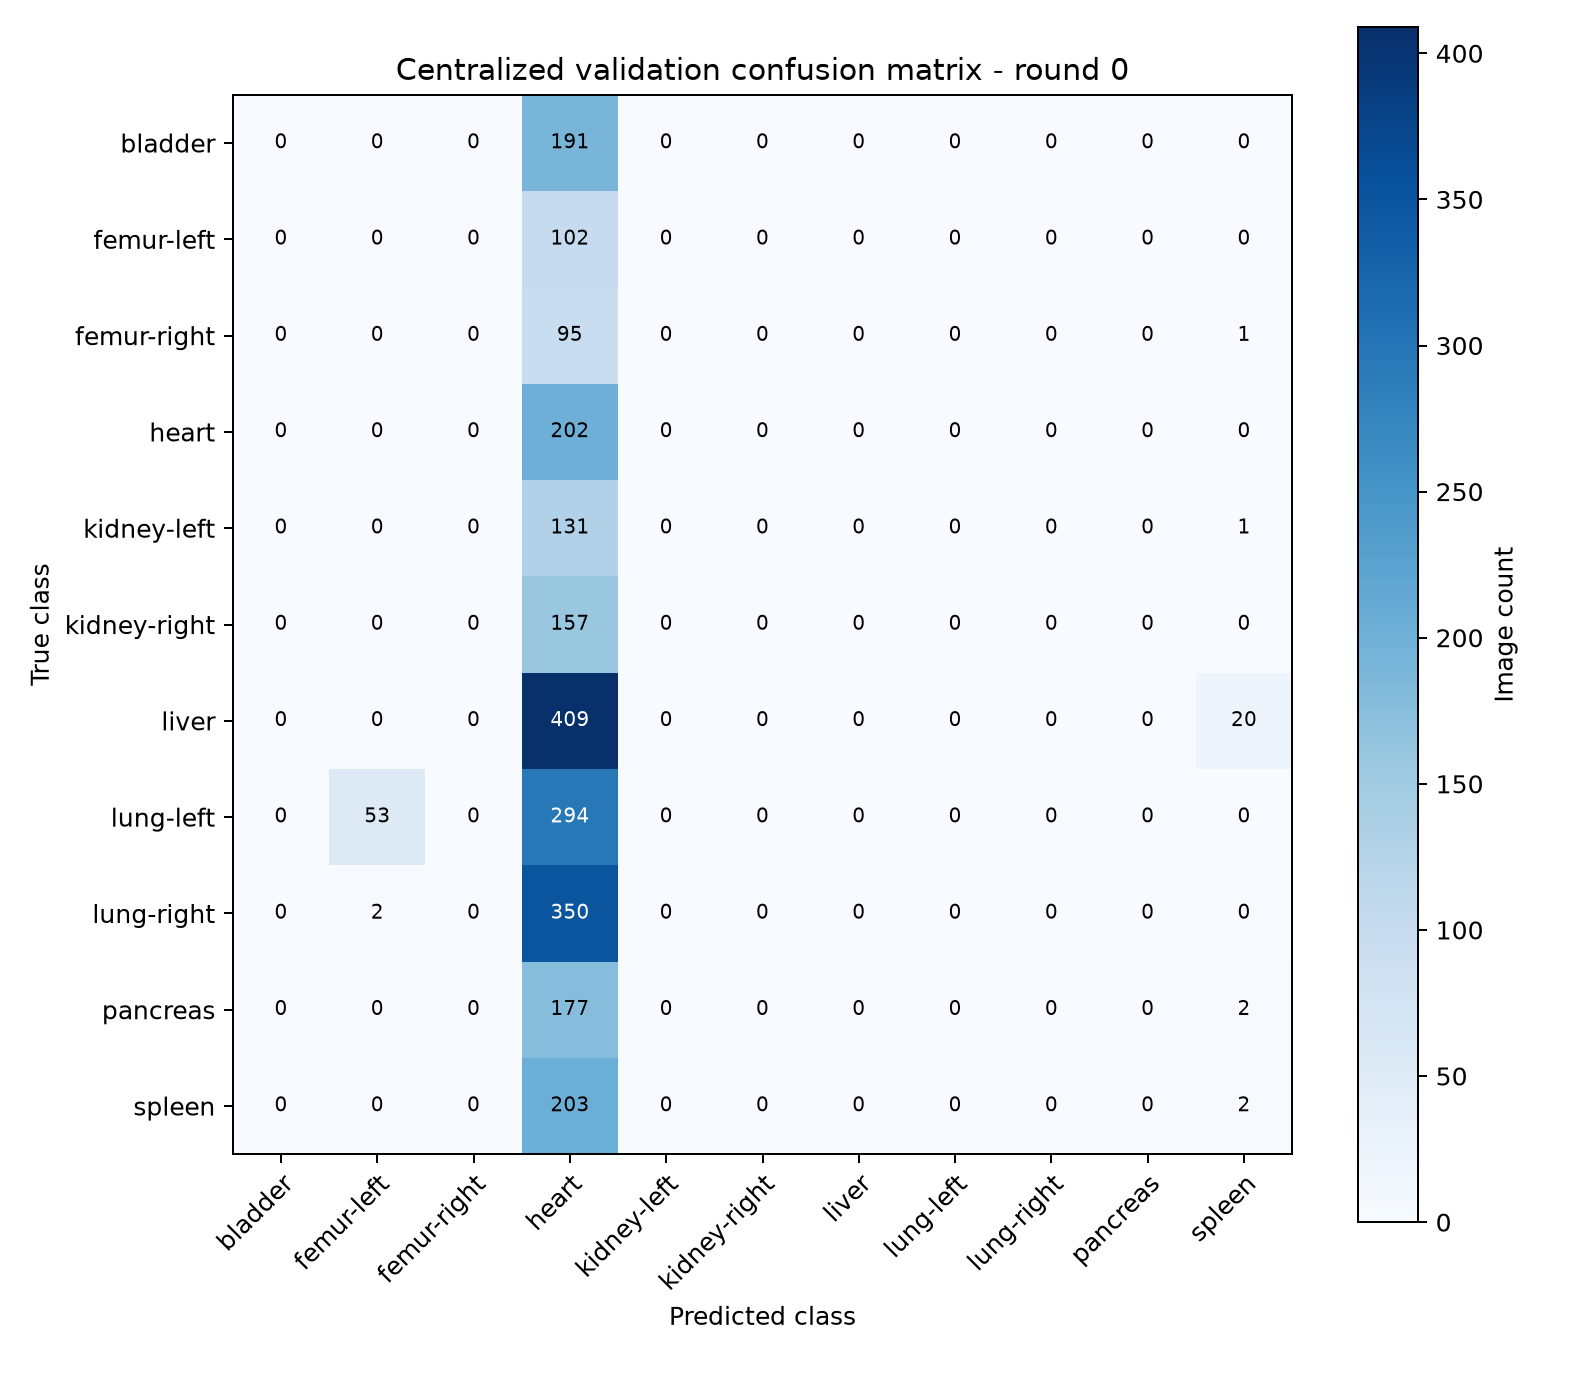 Centralized validation confusion matrix - round 0
bladder 0 0 0 191 0 0 0 0 0 0 0
femur-left 0 0 0 102 0 0 0 0 0 0 0
femur-right 0 0 0 95 0 0 0 0 0 0 1
heart 0 0 0 202 0 0 0 0 0 0 0
kidney-left 0 0 0 131 0 0 0 0 0 0 1
kidney-right 0 0 0 157 0 0 0 0 0 0 0
liver 0 0 0 409 0 0 0 0 0 0 20
lung-left 0 53 0 294 0 0 0 0 0 0 0
lung-right 0 2 0 350 0 0 0 0 0 0 0
pancreas 0 0 0 177 0 0 0 0 0 0 2
spleen 0 0 0 203 0 0 0 0 0 0 2
True class
bladder femur-left femur-right heart kidney-left kidney-right liver lung-left lung-right pancreas spleen
Predicted class
400
350
300
250
200
150
100
50
0
Image count